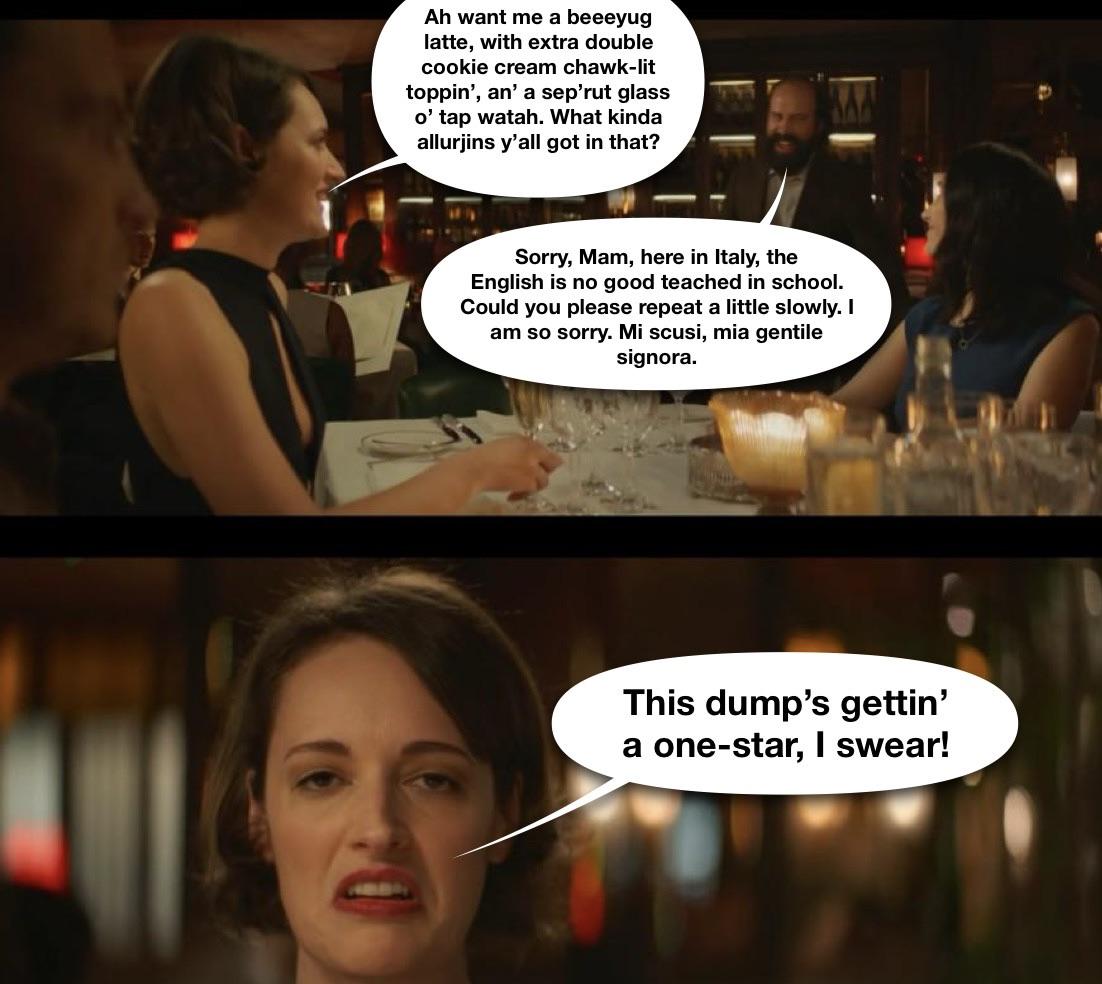 Ah want me a beeeyug
latte, with extra double
cookie cream chawk-lit
toppin’, an’ a sep’rut glass
o’ tap watah. What kinda
allurjins y’all got in that?
Sorry, Mam, here in Italy, the
English is no good teached in school.
Could you please repeat a little slowly. I
am so sorry. Mi scusi, mia gentile
signora.
This dump’s gettin’
a one-star, I swear!